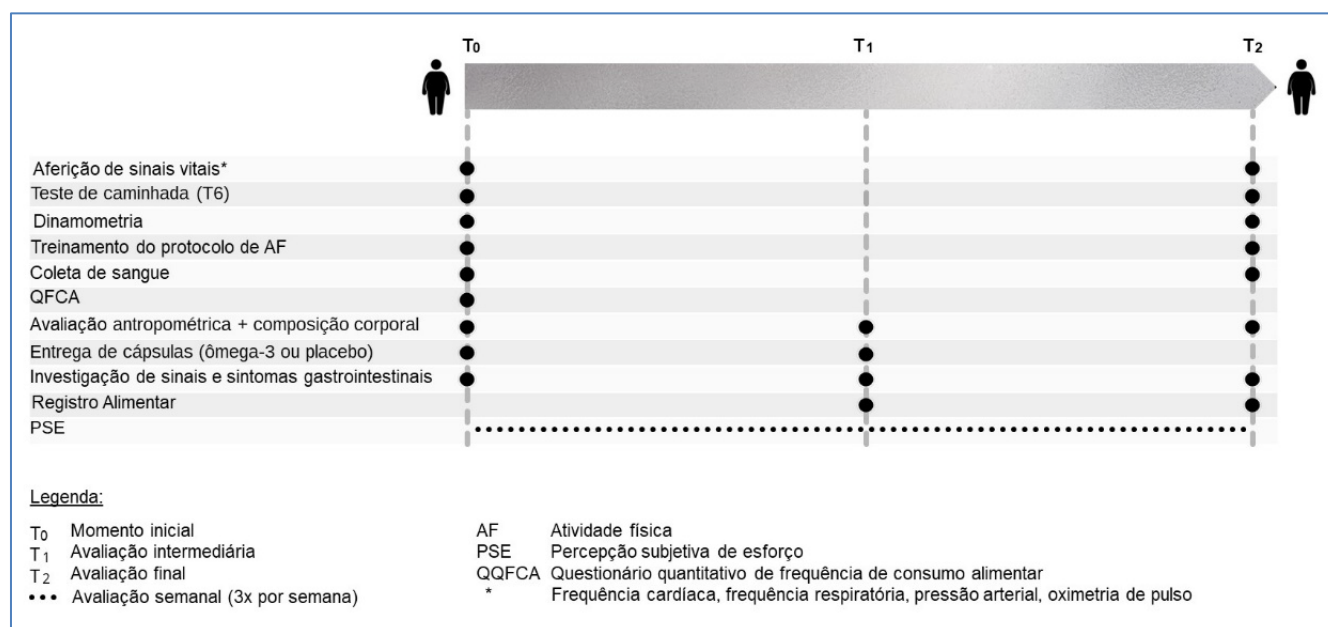 T0 T1 T2
Aferição de sinais vitais*
Teste de caminhada (T6)
Dinamometria
Treinamento do protocolo de AF
Coleta de sangue
QFCA
Avaliação antropométrica + composição corporal
Entrega de cápsulas (ômega-3 ou placebo)
Investigação de sinais e sintomas gastrointestinais
Registro Alimentar
PSE
Legenda:
T0 Momento inicial
T1 Avaliação intermediária
T2 Avaliação final
••• Avaliação semanal (3x por semana)
AF Atividade física
PSE Percepção subjetiva de esforço
QQFCA Questionário quantitativo de frequência de consumo alimentar
* Frequência cardíaca, frequência respiratória, pressão arterial, oximetria de pulso